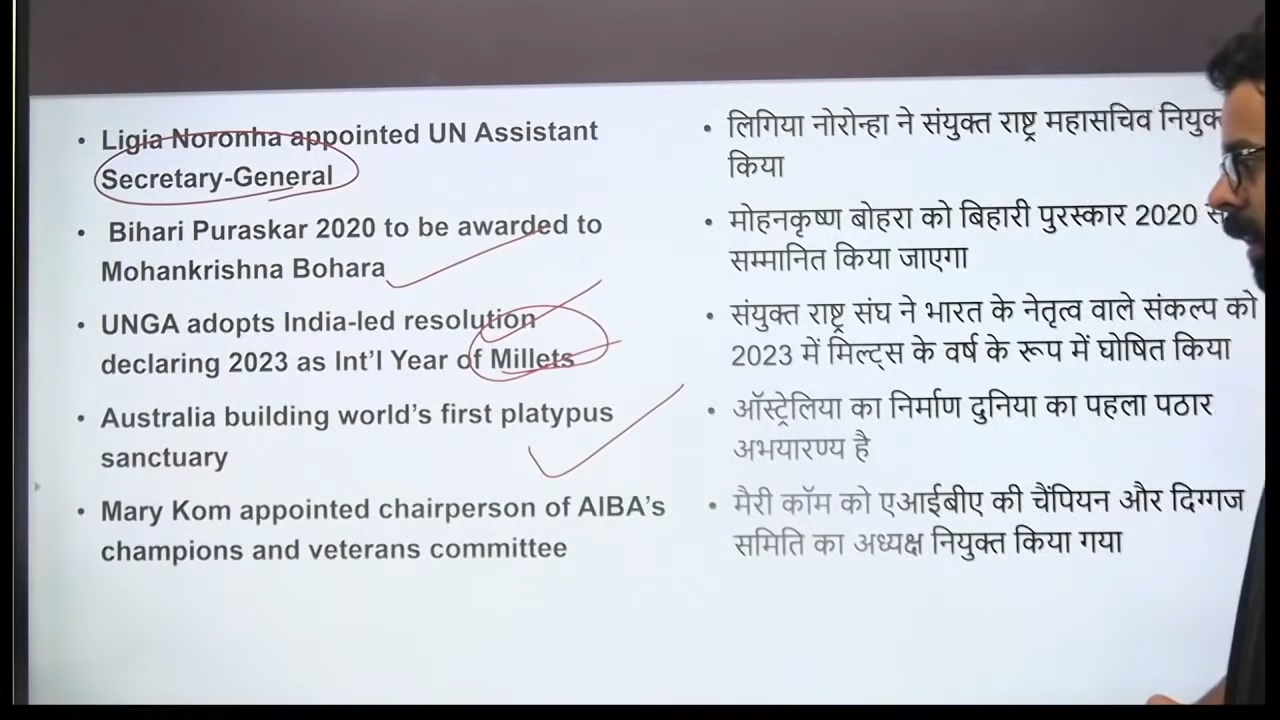 • Ligia Noronha appointed UN Assistant
Secretary-General
• Bihari Puraskar 2020 to be awarded to
Mohankrishna Bohara
• UNGA adopts India-led resolution
declaring 2023 as Int'l Year of Millets
• Australia building world's first platypus
sanctuary
• Mary Kom appointed chairperson of AIBA's
champions and veterans committee
• लिगिया नोरोन्हा ने संयुक्त राष्ट्र महासचिव
किया
• मोहनकृष्ण बोहरा को बिहारी पुरस्कार 2020
सम्मानित किया जाएगा
• संयुक्त राष्ट्र संघ ने भारत के नेतृत्व वाले संकल्प को
2023 में मिल्ट्स के वर्ष के रूप में घोषित किया
• ऑस्ट्रेलिया का निर्माण दुनिया का पहला पठार
अभयारण्य है
• मैरी कॉम को एआईबीए की चैंपियन और दिग्गज
समिति का अध्यक्ष नियुक्त किया गया